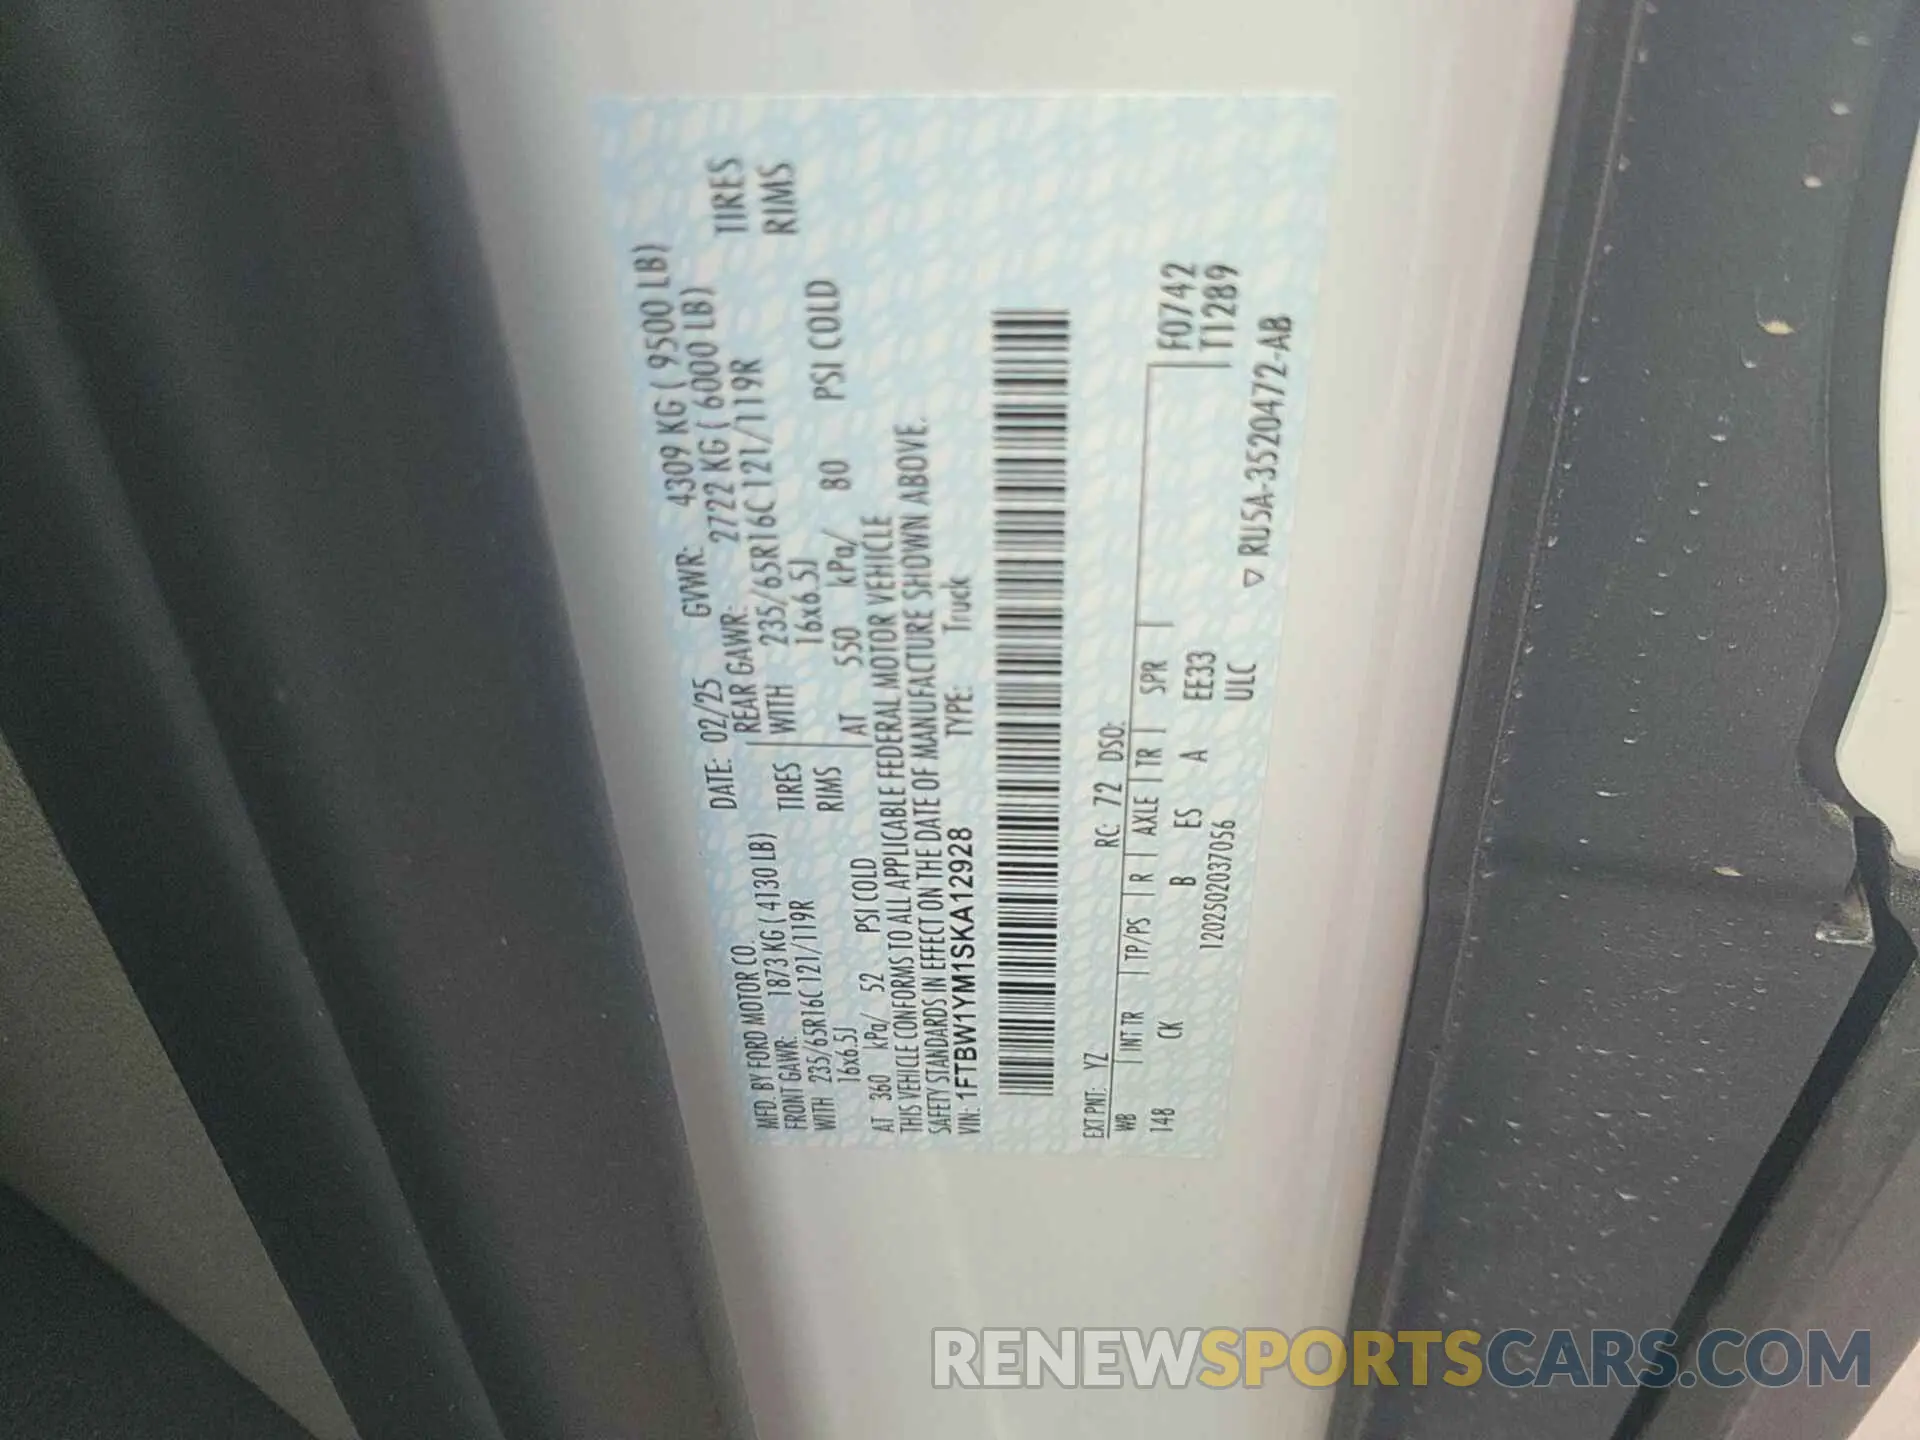 MFD. BY FORD MOTOR CO.
DATE: 02/25 GVWR: 4309 KG ( 9500 LB)
FRONT GAWR: 1873 KG ( 4130 LB) REAR GAWR: 2722 KG ( 6000 LB)
WITH 235/65R16C 121/119R TIRES WITH 235/65R16C 121/119R TIRES
16x6.5J RIMS 16x6.5J RIMS
AT 360 kPa/ 52 PSI COLD AT 550 kPa/ 80 PSI COLD
THIS VEHICLE CONFORMS TO ALL APPLICABLE FEDERAL MOTOR VEHICLE
SAFETY STANDARDS IN EFFECT ON THE DATE OF MANUFACTURE SHOWN ABOVE.
VIN: 1FTBW1YM1SKA12928 TYPE: Truck
EXT PNT: YZ RC: 72 DSO:
WB INT TR TP/PS R AXLE TR SPR F0742
148 CK B ES A EE33 T1289
1202502037056 ULC
▽ RU5A-3520472-AB
RENEWSPORTSCARS.COM